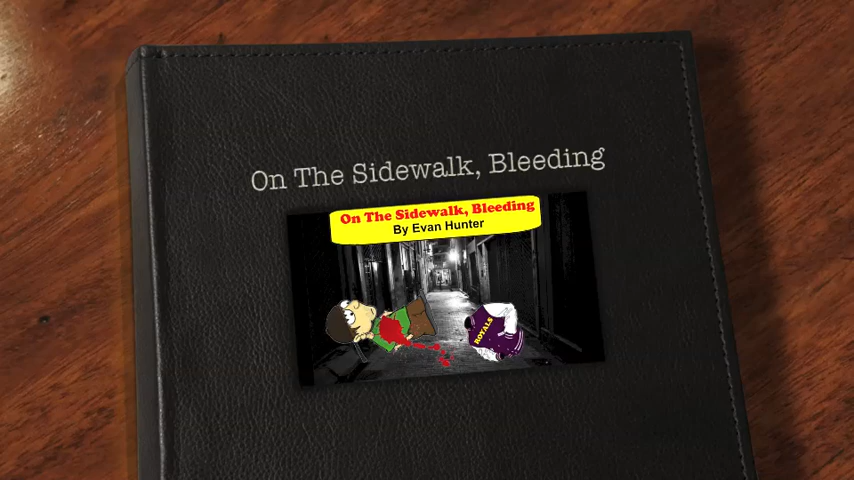 On The Sidewalk, Bleeding
On The Sidewalk, Bleeding
By Evan Hunter
ROYALS